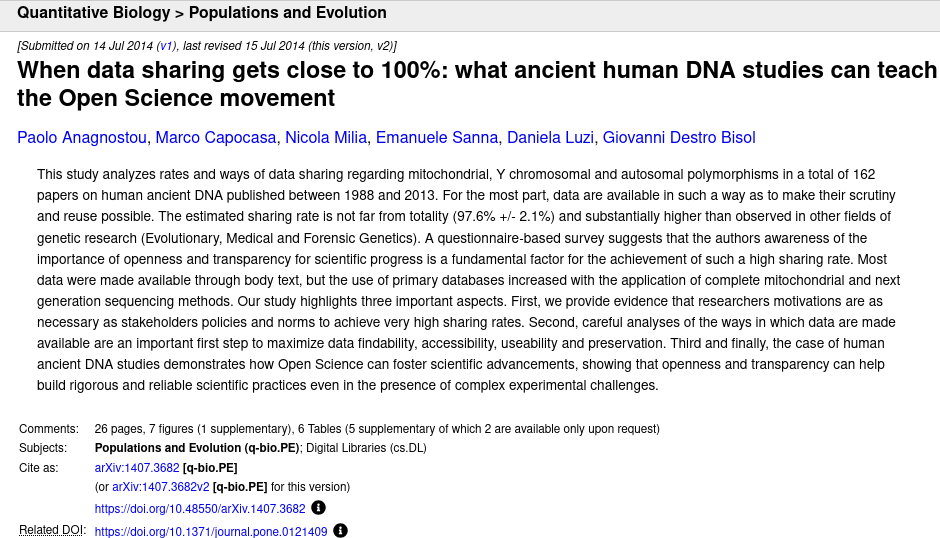 Quantitative Biology > Populations and Evolution
[Submitted on 14 Jul 2014 (v1), last revised 15 Jul 2014 (this version, v2)]
When data sharing gets close to 100%: what ancient human DNA studies can teach
the Open Science movement
Paolo Anagnostou, Marco Capocasa, Nicola Milia, Emanuele Sanna, Daniela Luzi, Giovanni Destro Bisol
This study analyzes rates and ways of data sharing regarding mitochondrial, Y chromosomal and autosomal polymorphisms in a total of 162
papers on human ancient DNA published between 1988 and 2013. For the most part, data are available in such a way as to make their scrutiny
and reuse possible. The estimated sharing rate is not far from totality (97.6% +/- 2.1%) and substantially higher than observed in other fields of
genetic research (Evolutionary, Medical and Forensic Genetics). A questionnaire-based survey suggests that the authors awareness of the
importance of openness and transparency for scientific progress is a fundamental factor for the achievement of such a high sharing rate. Most
data were made available through body text, but the use of primary databases increased with the application of complete mitochondrial and next
generation sequencing methods. Our study highlights three important aspects. First, we provide evidence that researchers motivations are as
necessary as stakeholders policies and norms to achieve very high sharing rates. Second, careful analyses of the ways in which data are made
available are an important first step to maximize data findability, accessibility, useability and preservation. Third and finally, the case of human
ancient DNA studies demonstrates how Open Science can foster scientific advancements, showing that openness and transparency can help
build rigorous and reliable scientific practices even in the presence of complex experimental challenges.
Comments: 26 pages, 7 figures (1 supplementary), 6 Tables (5 supplementary of which 2 are available only upon request)
Subjects: Populations and Evolution (q-bio.PE); Digital Libraries (cs.DL)
Cite as: arXiv:1407.3682 [q-bio.PE]
(or arXiv:1407.3682v2 [q-bio.PE] for this version)
https://doi.org/10.48550/arXiv.1407.3682
Related DOI: https://doi.org/10.1371/journal.pone.0121409